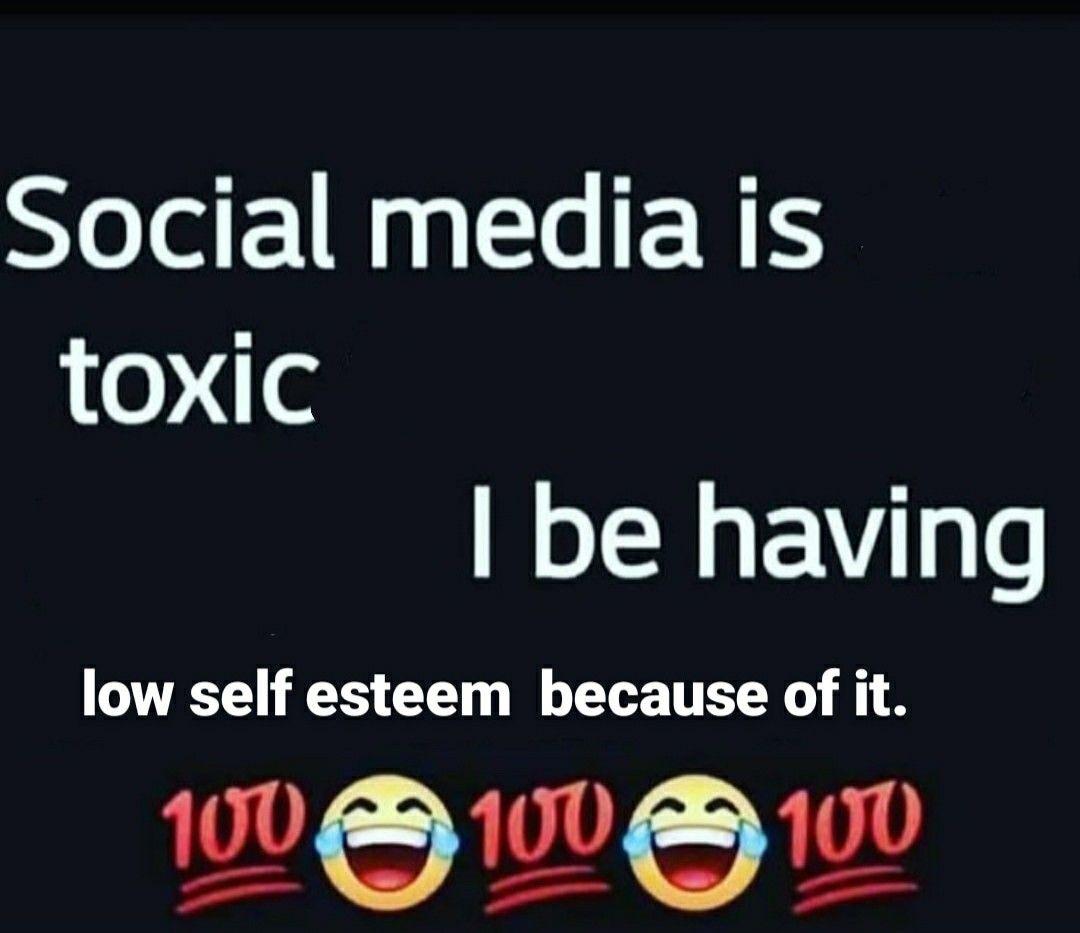 Social media is
toxic
I be having
low self esteem because of it.
💯😂💯😂💯